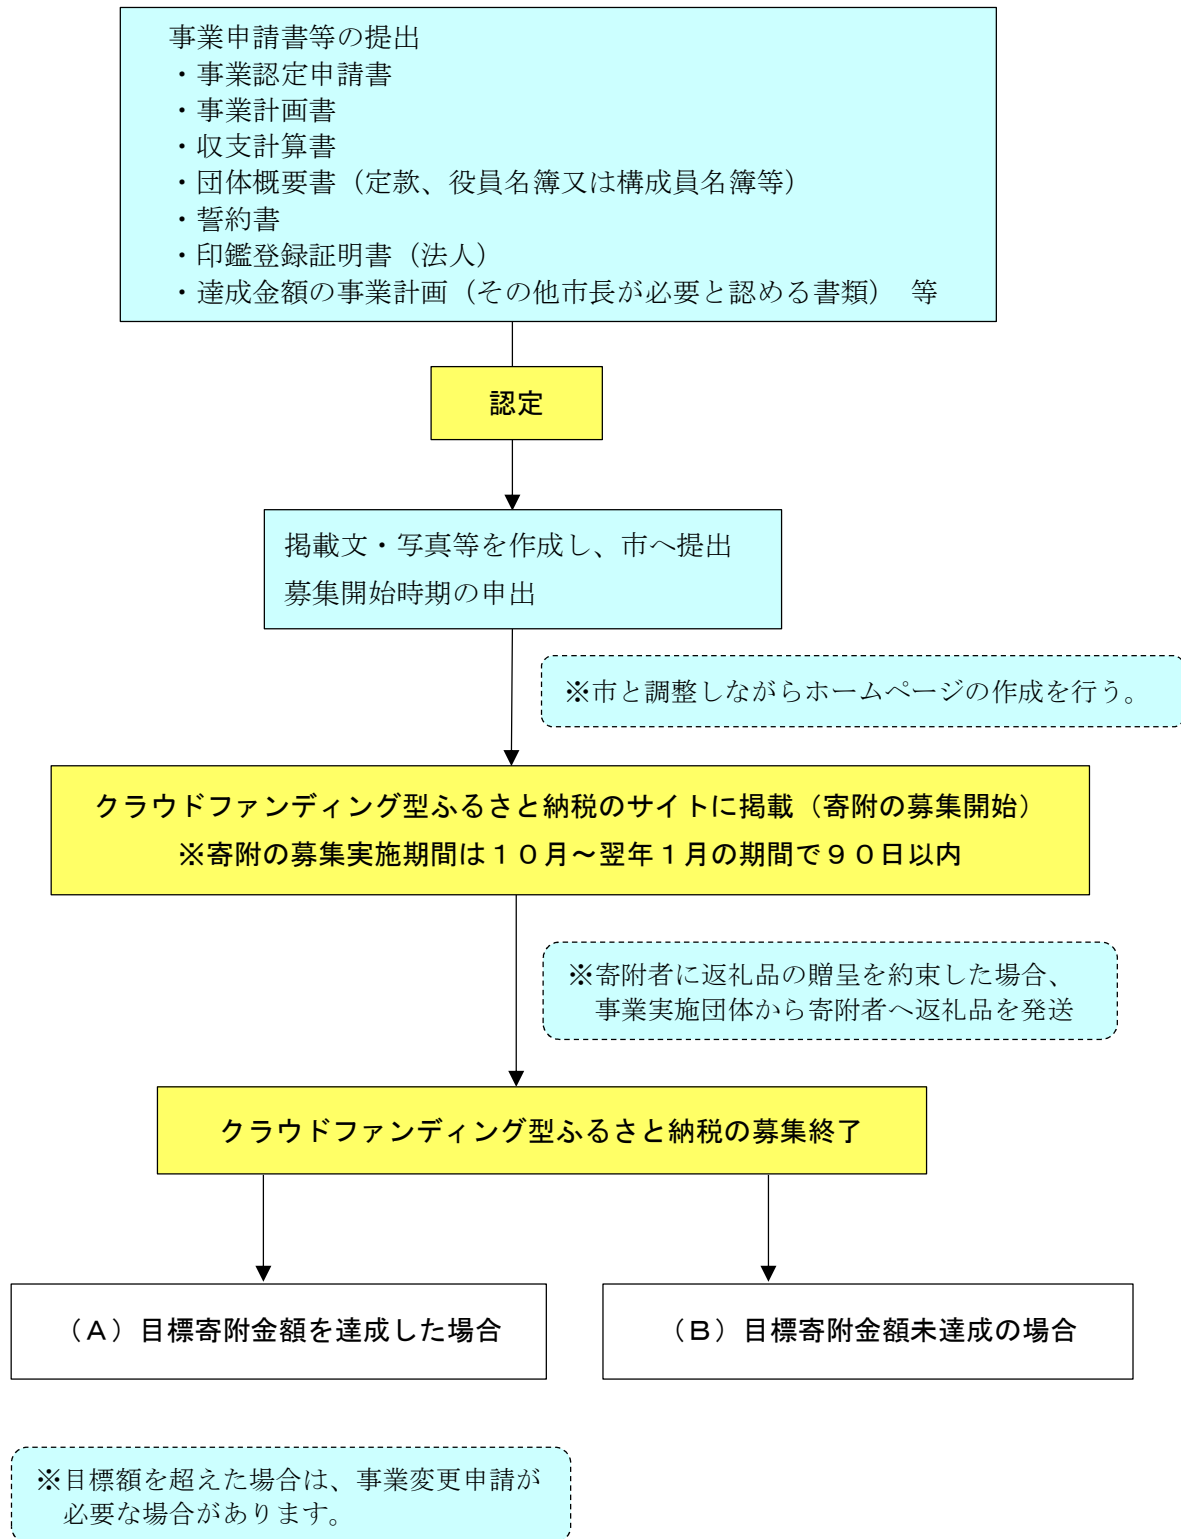 事業申請書等の提出
・事業認定申請書
・事業計画書
・収支計算書
・団体概要書（定款、役員名簿又は構成員名簿等）
・誓約書
・印鑑登録証明書（法人）
・達成金額の事業計画（その他市長が必要と認める書類）　等
認定
掲載文・写真等を作成し、市へ提出
募集開始時期の申出
※市と調整しながらホームページの作成を行う。
クラウドファンディング型ふるさと納税のサイトに掲載（寄附の募集開始）
※寄附の募集実施期間は１０月～翌年１月の期間で９０日以内
※寄附者に返礼品の贈呈を約束した場合、
事業実施団体から寄附者へ返礼品を発送
クラウドファンディング型ふるさと納税の募集終了
（Ａ）目標寄附金額を達成した場合
（Ｂ）目標寄附金額未達成の場合
※目標額を超えた場合は、事業変更申請が
必要な場合があります。